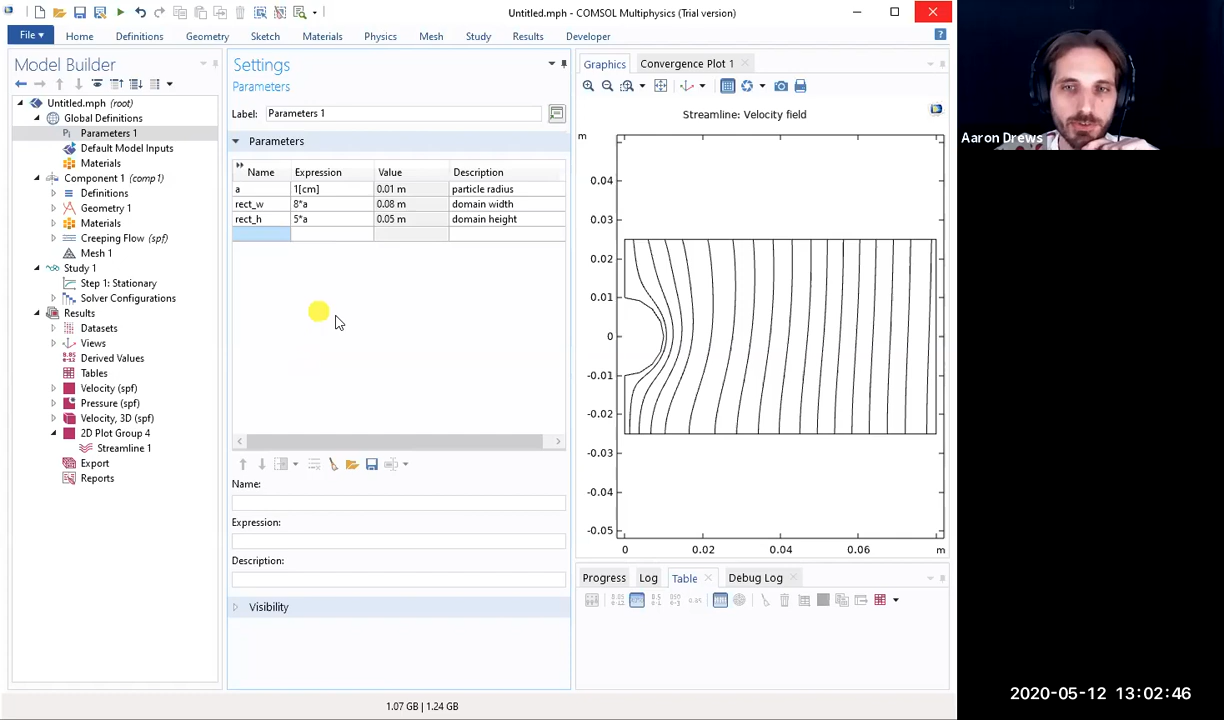 Untitled.mph - COMSOL Multiphysics (Trial version)
File
Home
Definitions
Geometry
Sketch
Materials
Physics
Mesh
Study
Results
Developer
Model Builder
Untitled.mph (root)
Global Definitions
Pi Parameters 1
Default Model Inputs
Materials
Component 1 (comp1)
Definitions
Geometry 1
Materials
Creeping Flow (spf)
Mesh 1
Study 1
Step 1: Stationary
Solver Configurations
Results
Datasets
Views
Derived Values
Tables
Velocity (spf)
Pressure (spf)
Velocity, 3D (spf)
2D Plot Group 4
Streamline 1
Export
Reports
Settings
Parameters
Label: Parameters 1
Parameters
Name Expression Value Description
a 1[cm] 0.01 m particle radius
rect_w 8*a 0.08 m domain width
rect_h 5*a 0.05 m domain height
Name:
Expression:
Description:
Visibility
Graphics
Convergence Plot 1
Streamline: Velocity field
m
0.04
0.03
0.02
0.01
0
-0.01
-0.02
-0.03
-0.04
-0.05
0 0.02 0.04 0.06 m
Progress
Log
Table
Debug Log
1.07 GB | 1.24 GB
Aaron Drews
2020-05-12 13:02:46